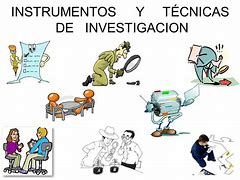 INSTRUMENTOS Y TÉCNICAS
DE INVESTIGACION